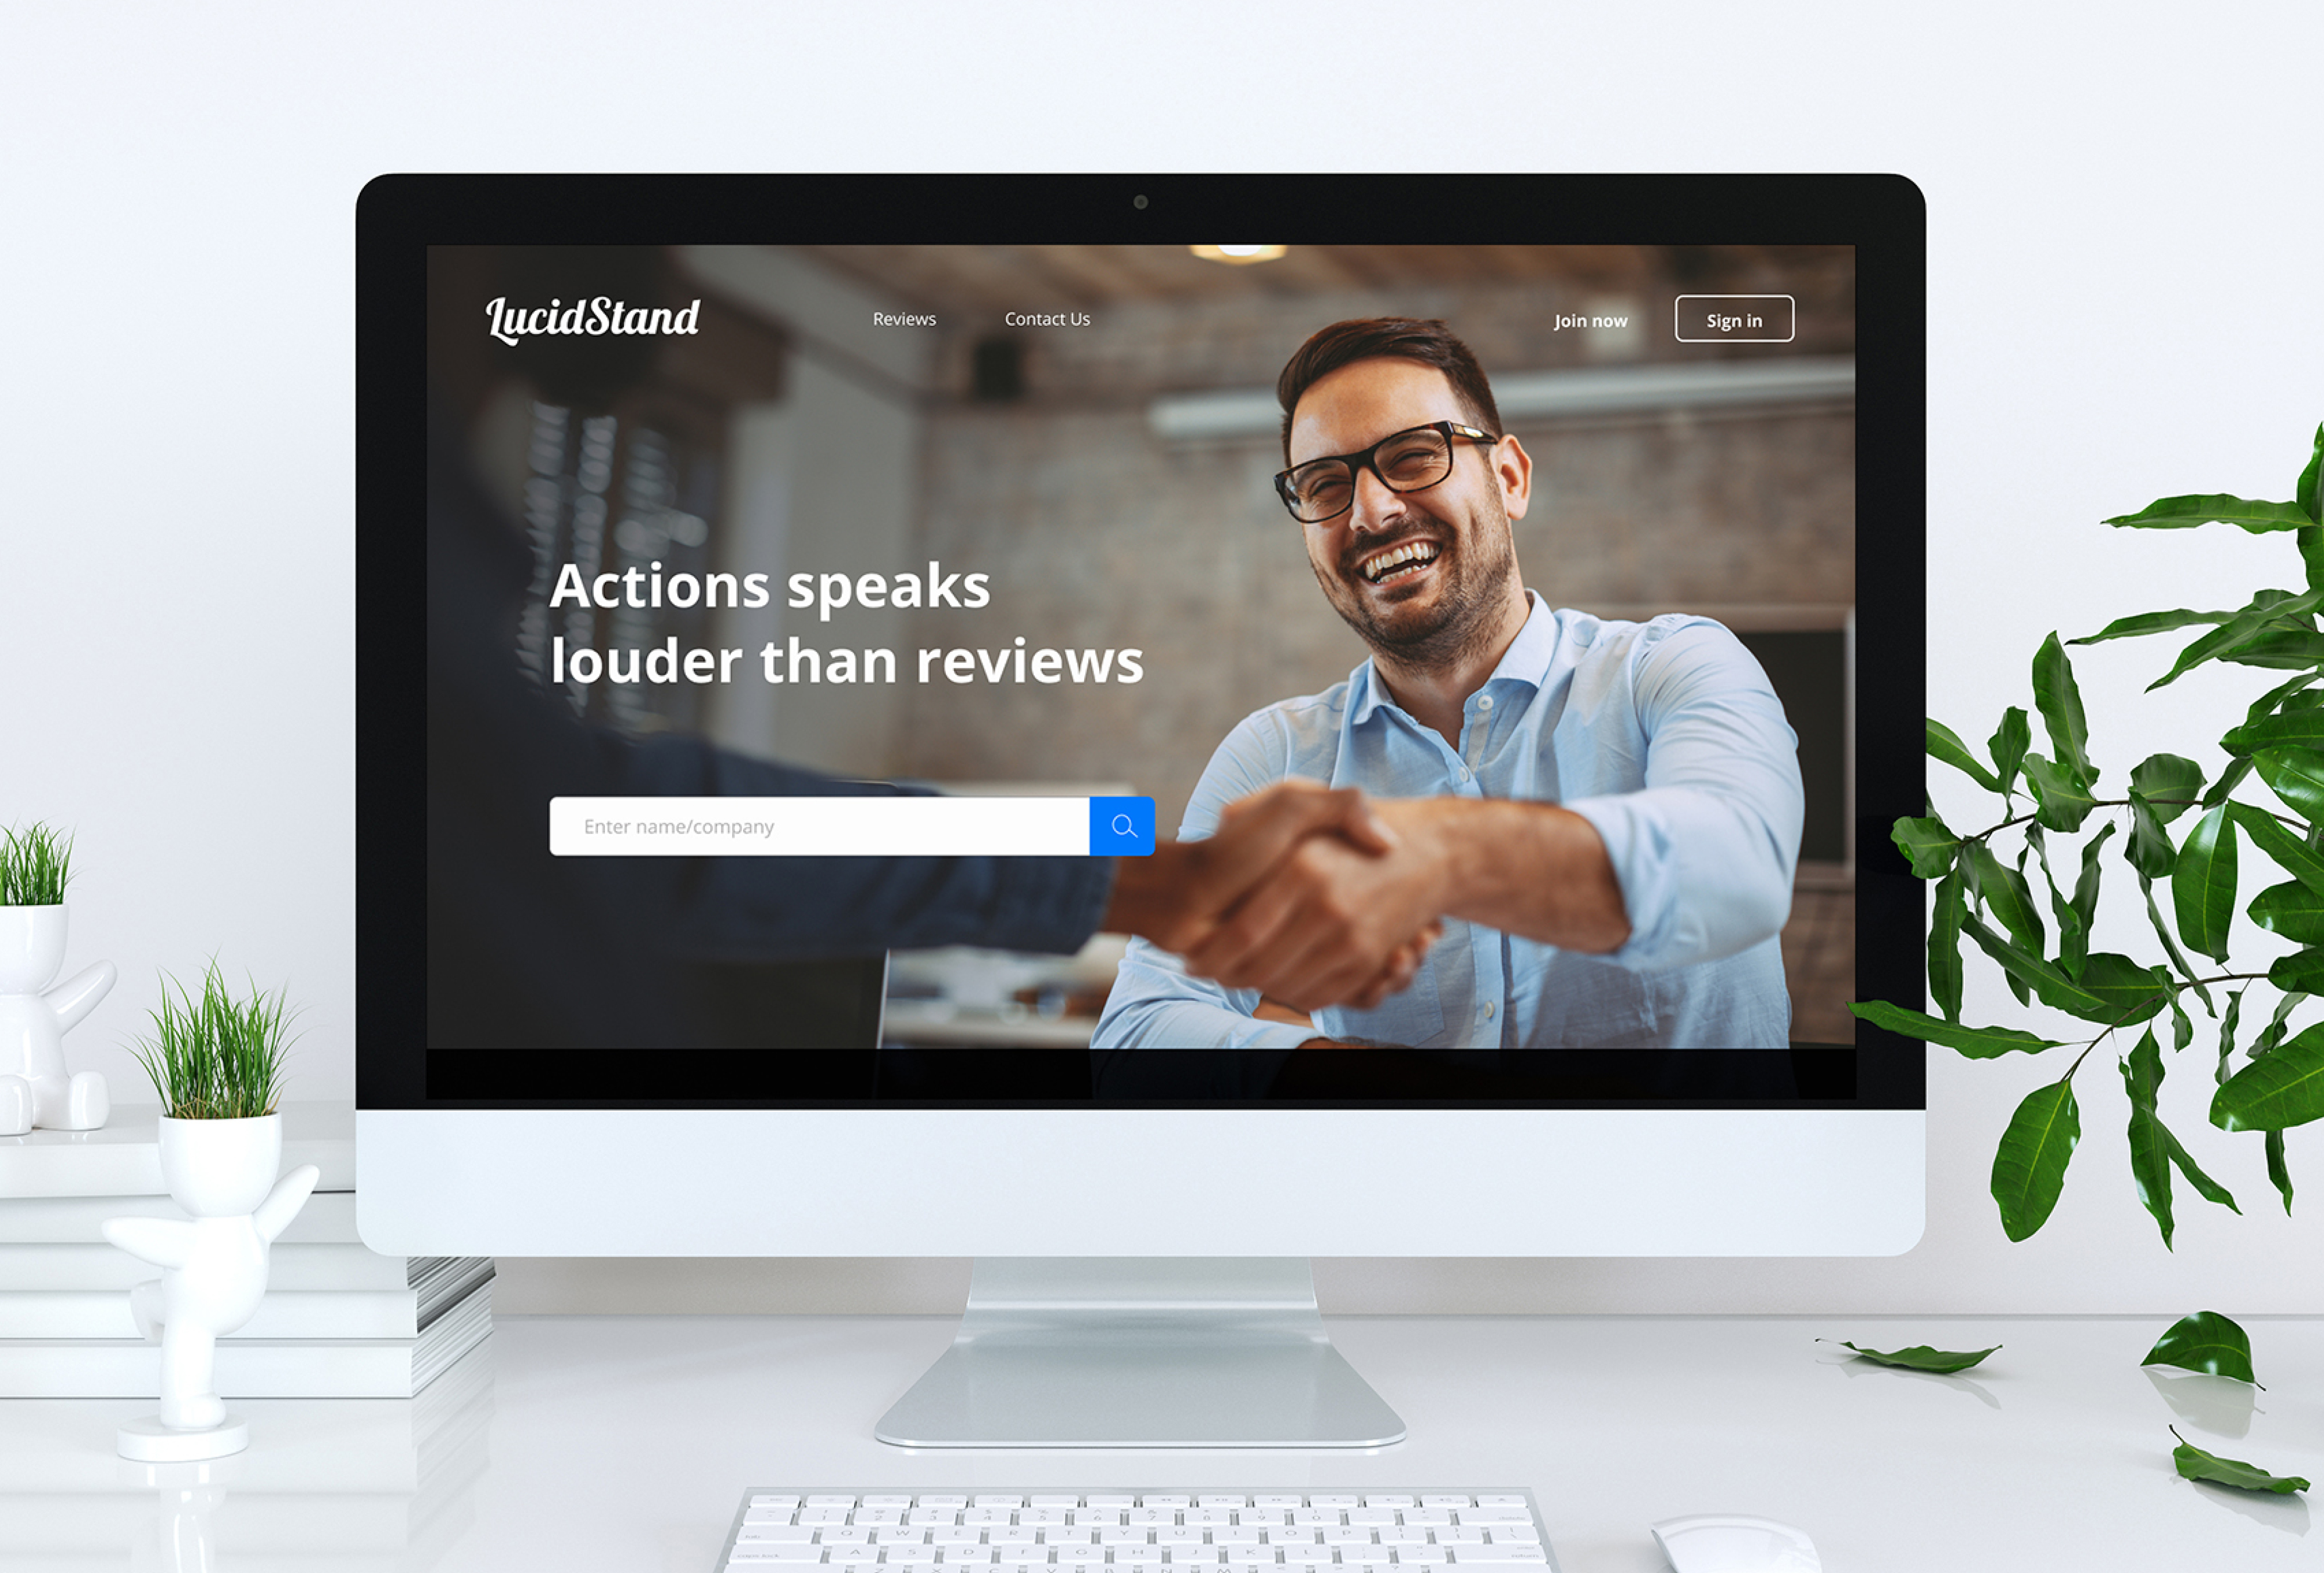 LucidStand
Reviews
Contact Us
Join now
Sign in
Actions speaks
louder than reviews
Enter name/company
Q W E R T Y U I O P
A S D F G H J K L